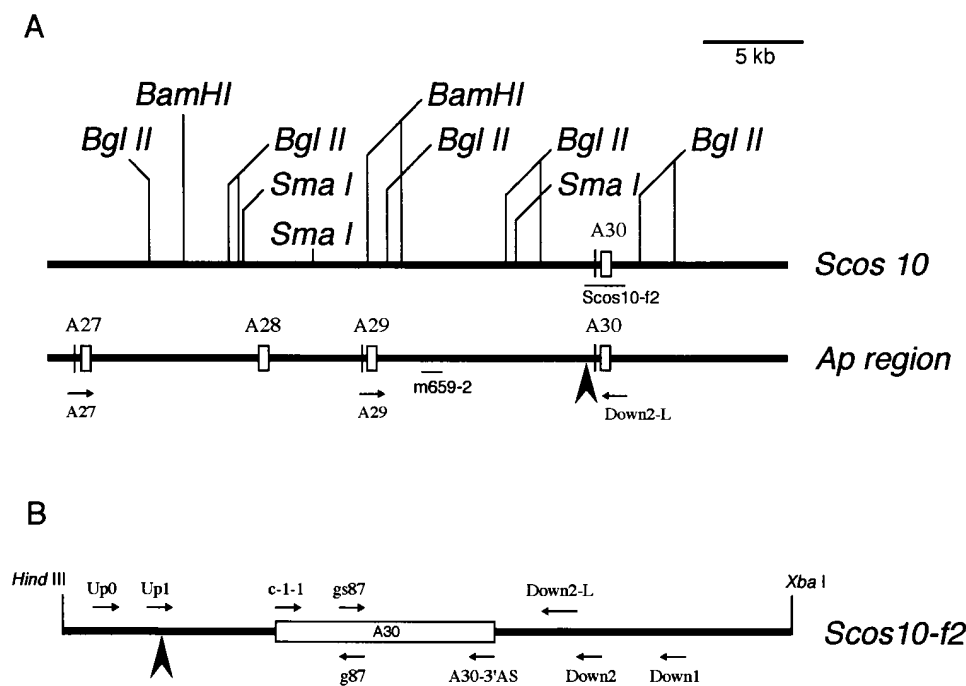 A
5 kb
BamHI BamHI
Bgl II Bgl II Bgl II Bgl II Bgl II
Sma I Sma I
Sma I A30
Scos 10
Scos10-f2
A27 A28 A29 A30
Ap region
m659-2
A27 A29 Down2-L
B
Hind III Up0 Up1 c-1-1 gs87 Down2-L Xba I
A30
Scos10-f2
g87 A30-3'AS Down2 Down1